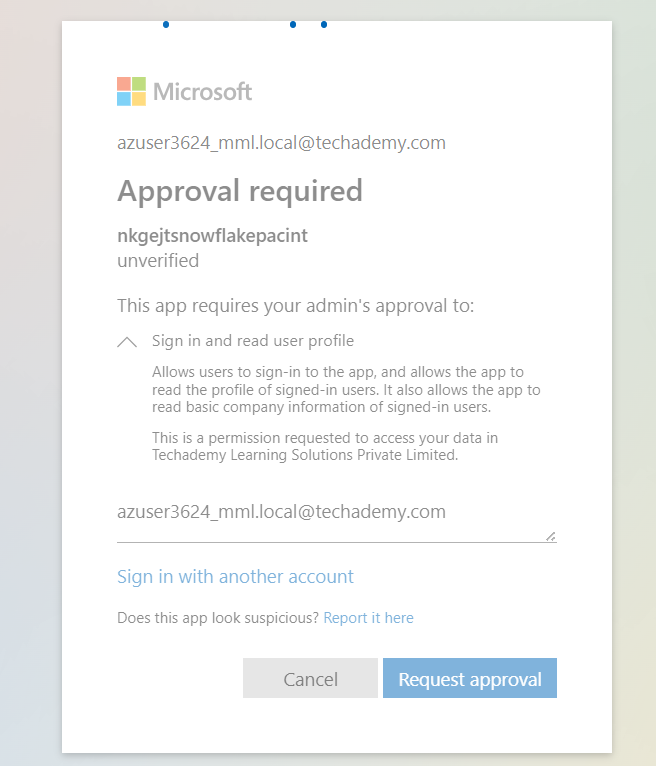 Microsoft
azuser3624_mml.local@techademy.com
Approval required
nkgejtsnowflakepacint
unverified
This app requires your admin's approval to:
Sign in and read user profile
Allows users to sign-in to the app, and allows the app to
read the profile of signed-in users. It also allows the app to
read basic company information of signed-in users.
This is a permission requested to access your data in
Techademy Learning Solutions Private Limited.
azuser3624_mml.local@techademy.com
Sign in with another account
Does this app look suspicious? Report it here
Cancel Request approval